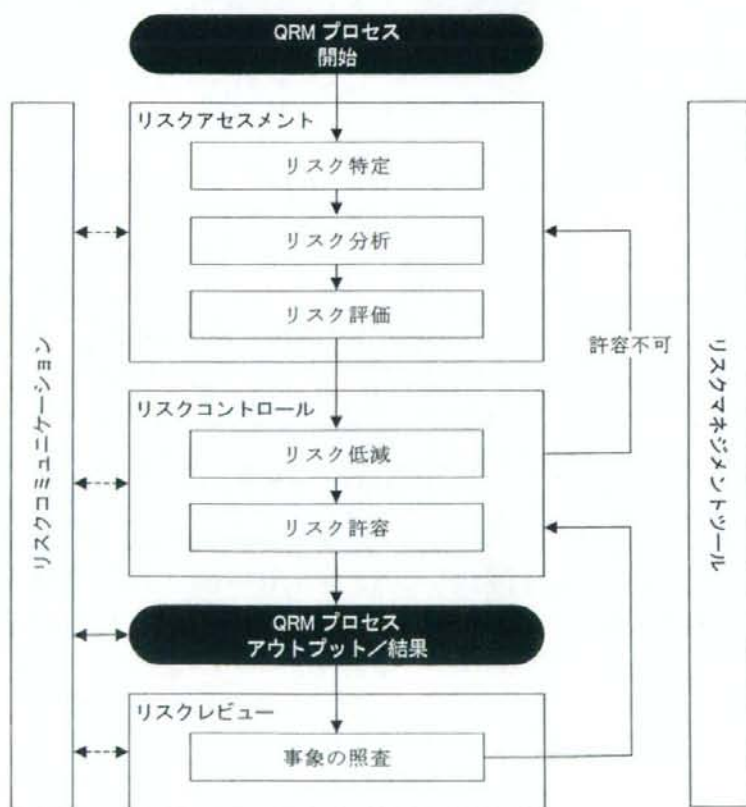 QRM プロセス
開始
リスクアセスメント
リスク特定
リスク分析
リスク評価
許容不可
リスクコミュニケーション
リスクマネジメントツール
リスクコントロール
リスク低減
リスク許容
QRM プロセス
アウトプット／結果
リスクレビュー
事象の照査